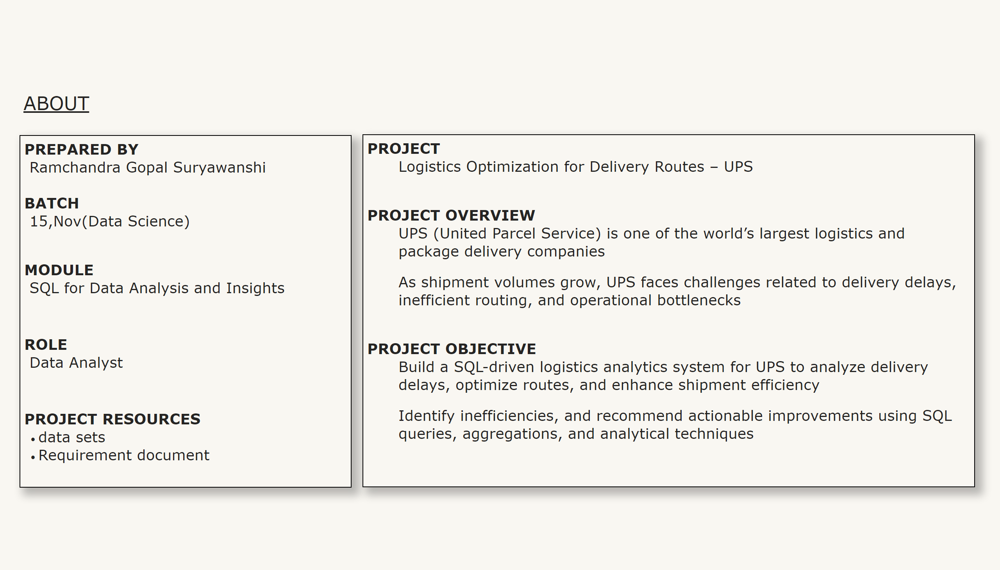 ABOUT
PREPARED BY
Ramchandra Gopal Suryawanshi
BATCH
15,Nov(Data Science)
MODULE
SQL for Data Analysis and Insights
ROLE
Data Analyst
PROJECT RESOURCES
• data sets
• Requirement document
PROJECT
Logistics Optimization for Delivery Routes – UPS
PROJECT OVERVIEW
UPS (United Parcel Service) is one of the world’s largest logistics and
package delivery companies
As shipment volumes grow, UPS faces challenges related to delivery delays,
inefficient routing, and operational bottlenecks
PROJECT OBJECTIVE
Build a SQL-driven logistics analytics system for UPS to analyze delivery
delays, optimize routes, and enhance shipment efficiency
Identify inefficiencies, and recommend actionable improvements using SQL
queries, aggregations, and analytical techniques